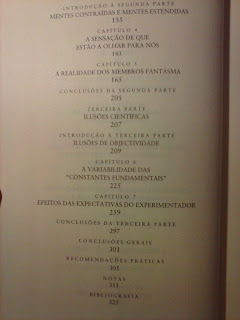 INTRODUÇÃO À SEGUNDA PARTE
MENTES CONTRAÍDAS E MENTES ESTENDIDAS
133
CAPÍTULO 4
A SENSAÇÃO DE QUE
ESTÃO A OLHAR PARA NÓS
145
CAPÍTULO 5
A REALIDADE DOS MEMBROS FANTASMA
165
CONCLUSÕES DA SEGUNDA PARTE
203
TERCEIRA PARTE
ILUSÕES CIENTÍFICAS
207
INTRODUÇÃO À TERCEIRA PARTE
ILUSÕES DE OBJECTIVIDADE
209
CAPÍTULO 6
A VARIABILIDADE DAS
"CONSTANTES FUNDAMENTAIS"
225
CAPÍTULO 7
EFEITOS DAS EXPECTATIVAS DO EXPERIMENTADOR
239
CONCLUSÕES DA TERCEIRA PARTE
297
CONCLUSÕES GERAIS
301
RECOMENDAÇÕES PRÁTICAS
305
NOTAS
311
BIBLIOGRAFIA
325